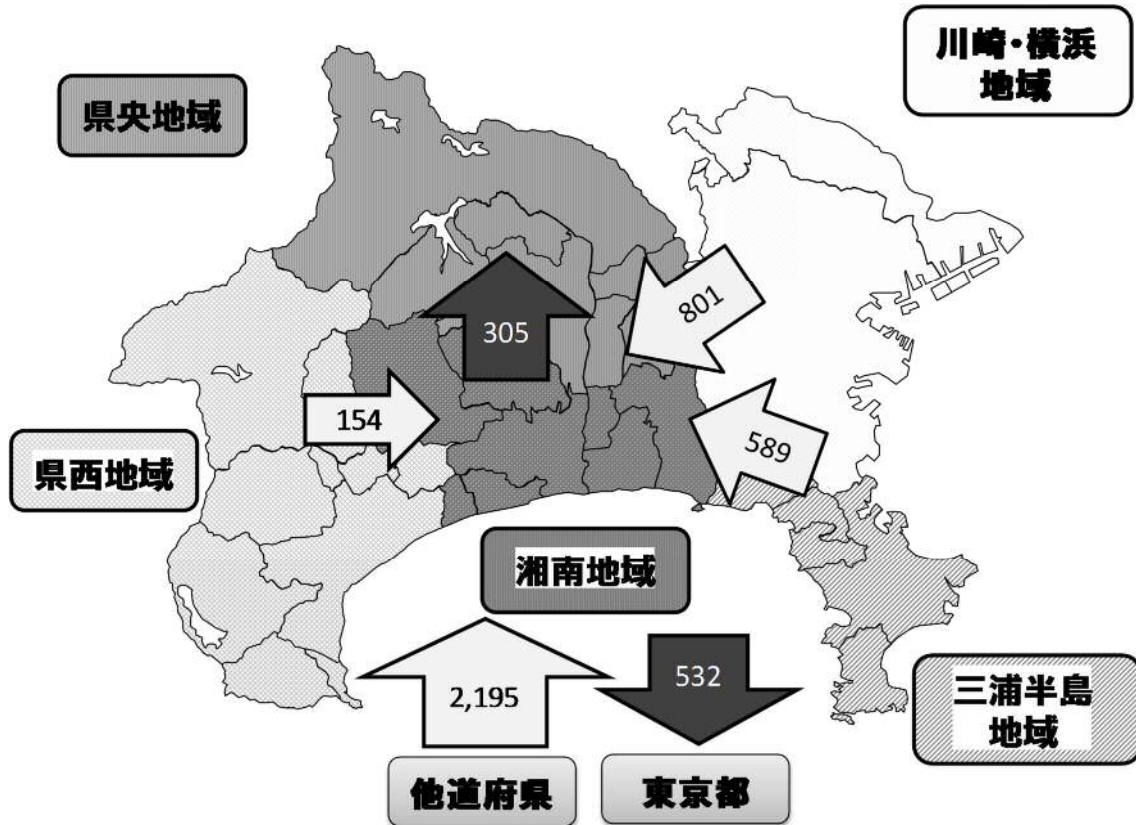 川崎・横浜
地域
県央地域
801
305
154
589
県西地域
湘南地域
2,195
532
三浦半島
地域
他道府県
東京都